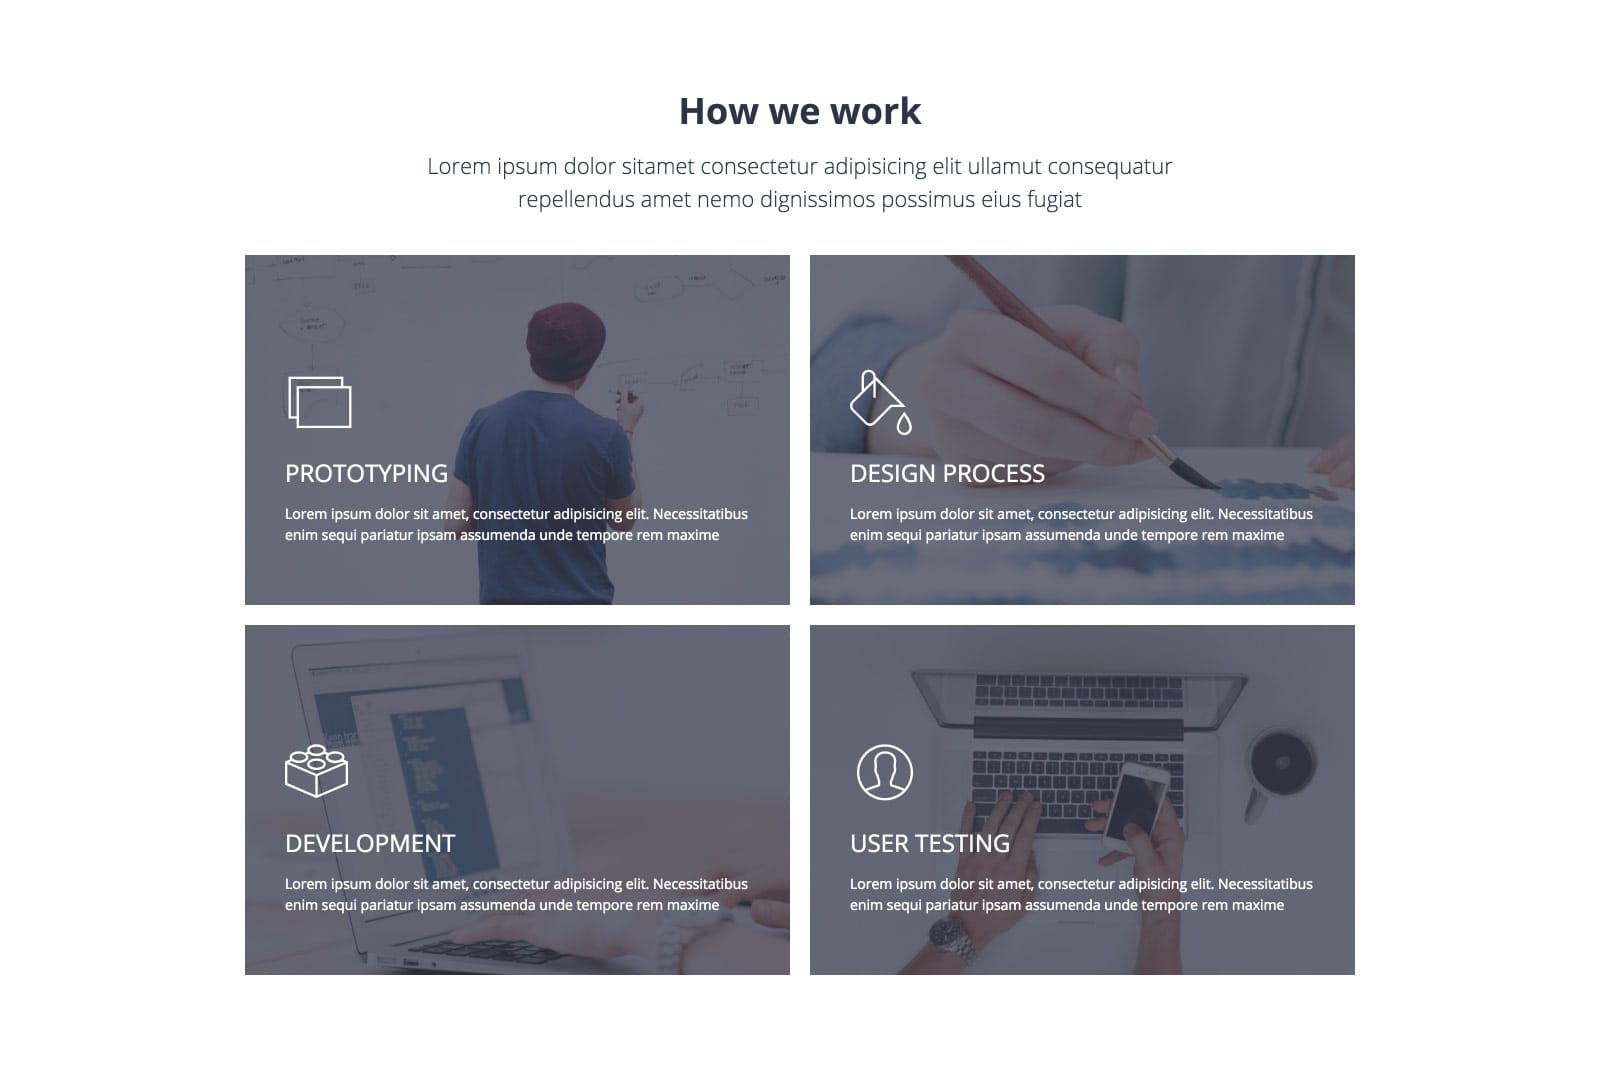 How we work
Lorem ipsum dolor sitamet consectetur adipisicing elit ullamut consequatur
repellendus amet nemo dignissimos possimus eius fugiat
PROTOTYPING
Lorem ipsum dolor sit amet, consectetur adipisicing elit. Necessitatibus
enim sequi pariatur ipsam assumenda unde tempore rem maxime
DESIGN PROCESS
Lorem ipsum dolor sit amet, consectetur adipisicing elit. Necessitatibus
enim sequi pariatur ipsam assumenda unde tempore rem maxime
DEVELOPMENT
Lorem ipsum dolor sit amet, consectetur adipisicing elit. Necessitatibus
enim sequi pariatur ipsam assumenda unde tempore rem maxime
USER TESTING
Lorem ipsum dolor sit amet, consectetur adipisicing elit. Necessitatibus
enim sequi pariatur ipsam assumenda unde tempore rem maxime